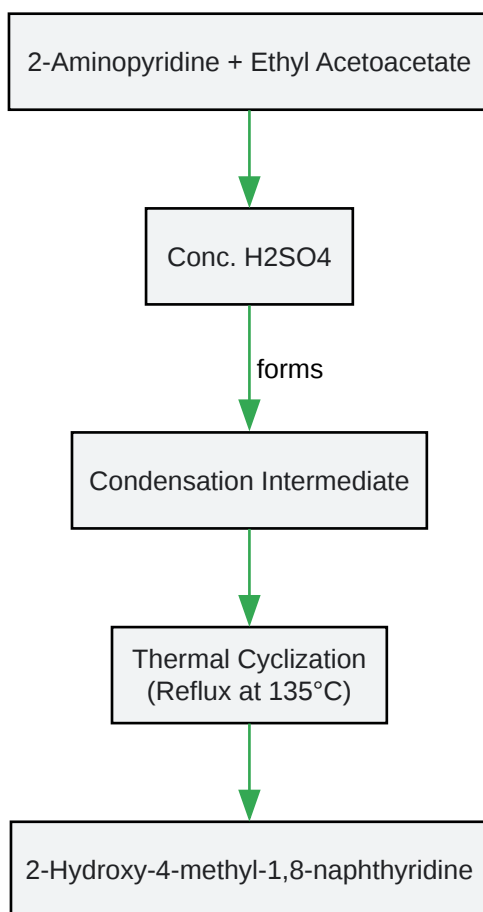 2-Aminopyridine + Ethyl Acetoacetate
Conc. H2SO4
forms
Condensation Intermediate
Thermal Cyclization
(Reflux at 135°C)
2-Hydroxy-4-methyl-1,8-naphthyridine